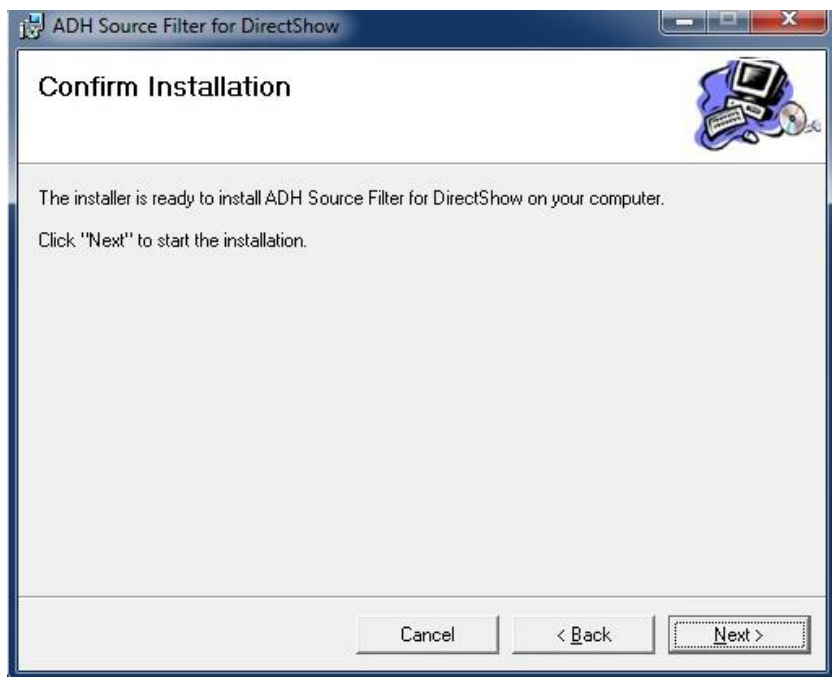 ADH Source Filter for DirectShow
Confirm Installation
The installer is ready to install ADH Source Filter for DirectShow on your computer.
Click "Next" to start the installation.
Cancel
< Back
Next >